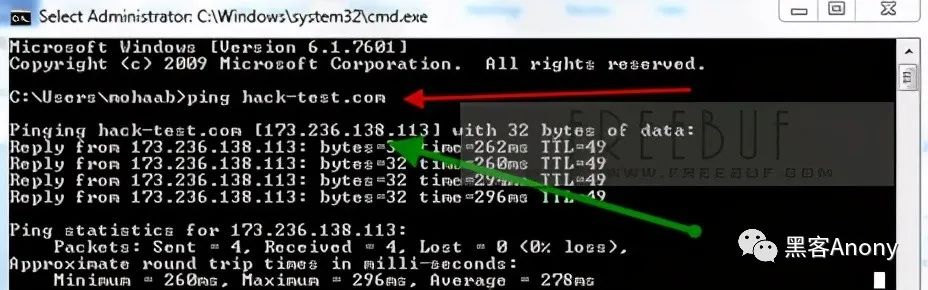 Select Administrator: C:\Windows\system32\cmd.exe
Microsoft Windows [Version 6.1.7601]
Copyright (c) 2009 Microsoft Corporation. All rights reserved.
C:\Users\mohaab>ping hack-test.com
Pinging hack-test.com [173.236.138.113] with 32 bytes of data:
Reply from 173.236.138.113: bytes=32 time=262ms TTL=49
Reply from 173.236.138.113: bytes=32 time=260ms TTL=49
Reply from 173.236.138.113: bytes=32 time=294ms TTL=49
Reply from 173.236.138.113: bytes=32 time=296ms TTL=49
FREEBUF
WWW.FREEBUF.COM
Ping statistics for 173.236.138.113:
Packets: Sent = 4, Received = 4, Lost = 0 (0% loss),
Approximate round trip times in milli-seconds:
Minimum = 260ms, Maximum = 296ms, Average = 278ms
黑客Anony